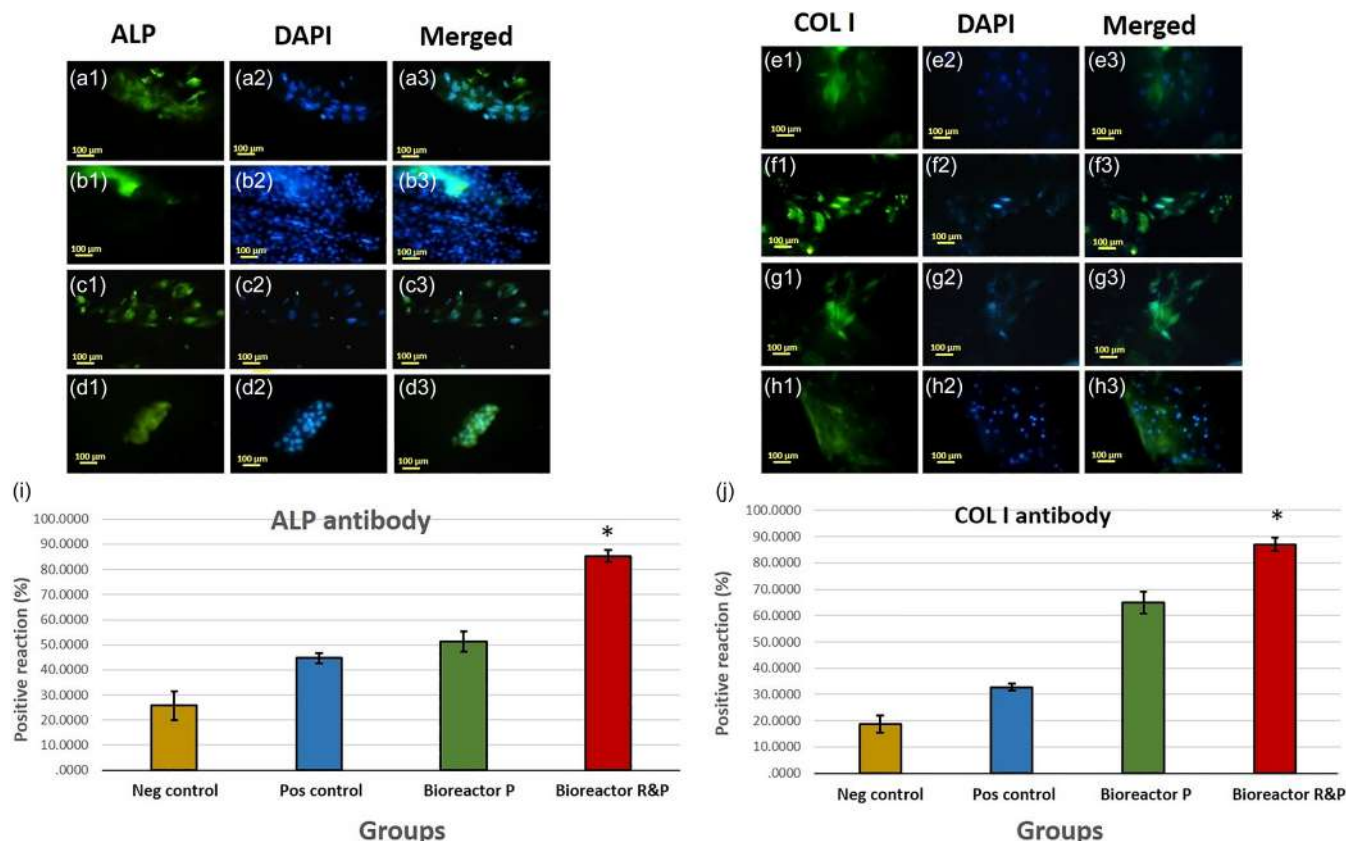 ALP DAPI Merged
(a1) (a2) (a3)
100 µm 100 µm 100 µm
(b1) (b2) (b3)
100 µm 100 µm 100 µm
(c1) (c2) (c3)
100 µm 100 µm 100 µm
(d1) (d2) (d3)
100 µm 100 µm 100 µm
COL I DAPI Merged
(e1) (e2) (e3)
100 µm 100 µm 100 µm
(f1) (f2) (f3)
100 µm 100 µm 100 µm
(g1) (g2) (g3)
100 µm 100 µm 100 µm
(h1) (h2) (h3)
100 µm 100 µm 100 µm
(i)
ALP antibody
*
Positive reaction (%)
100.0000
90.0000
80.0000
70.0000
60.0000
50.0000
40.0000
30.0000
20.0000
10.0000
.0000
Neg control Pos control Bioreactor P Bioreactor R&P
Groups
(j)
COL I antibody
*
Positive reaction (%)
100.0000
90.0000
80.0000
70.0000
60.0000
50.0000
40.0000
30.0000
20.0000
10.0000
.0000
Neg control Pos control Bioreactor P Bioreactor R&P
Groups